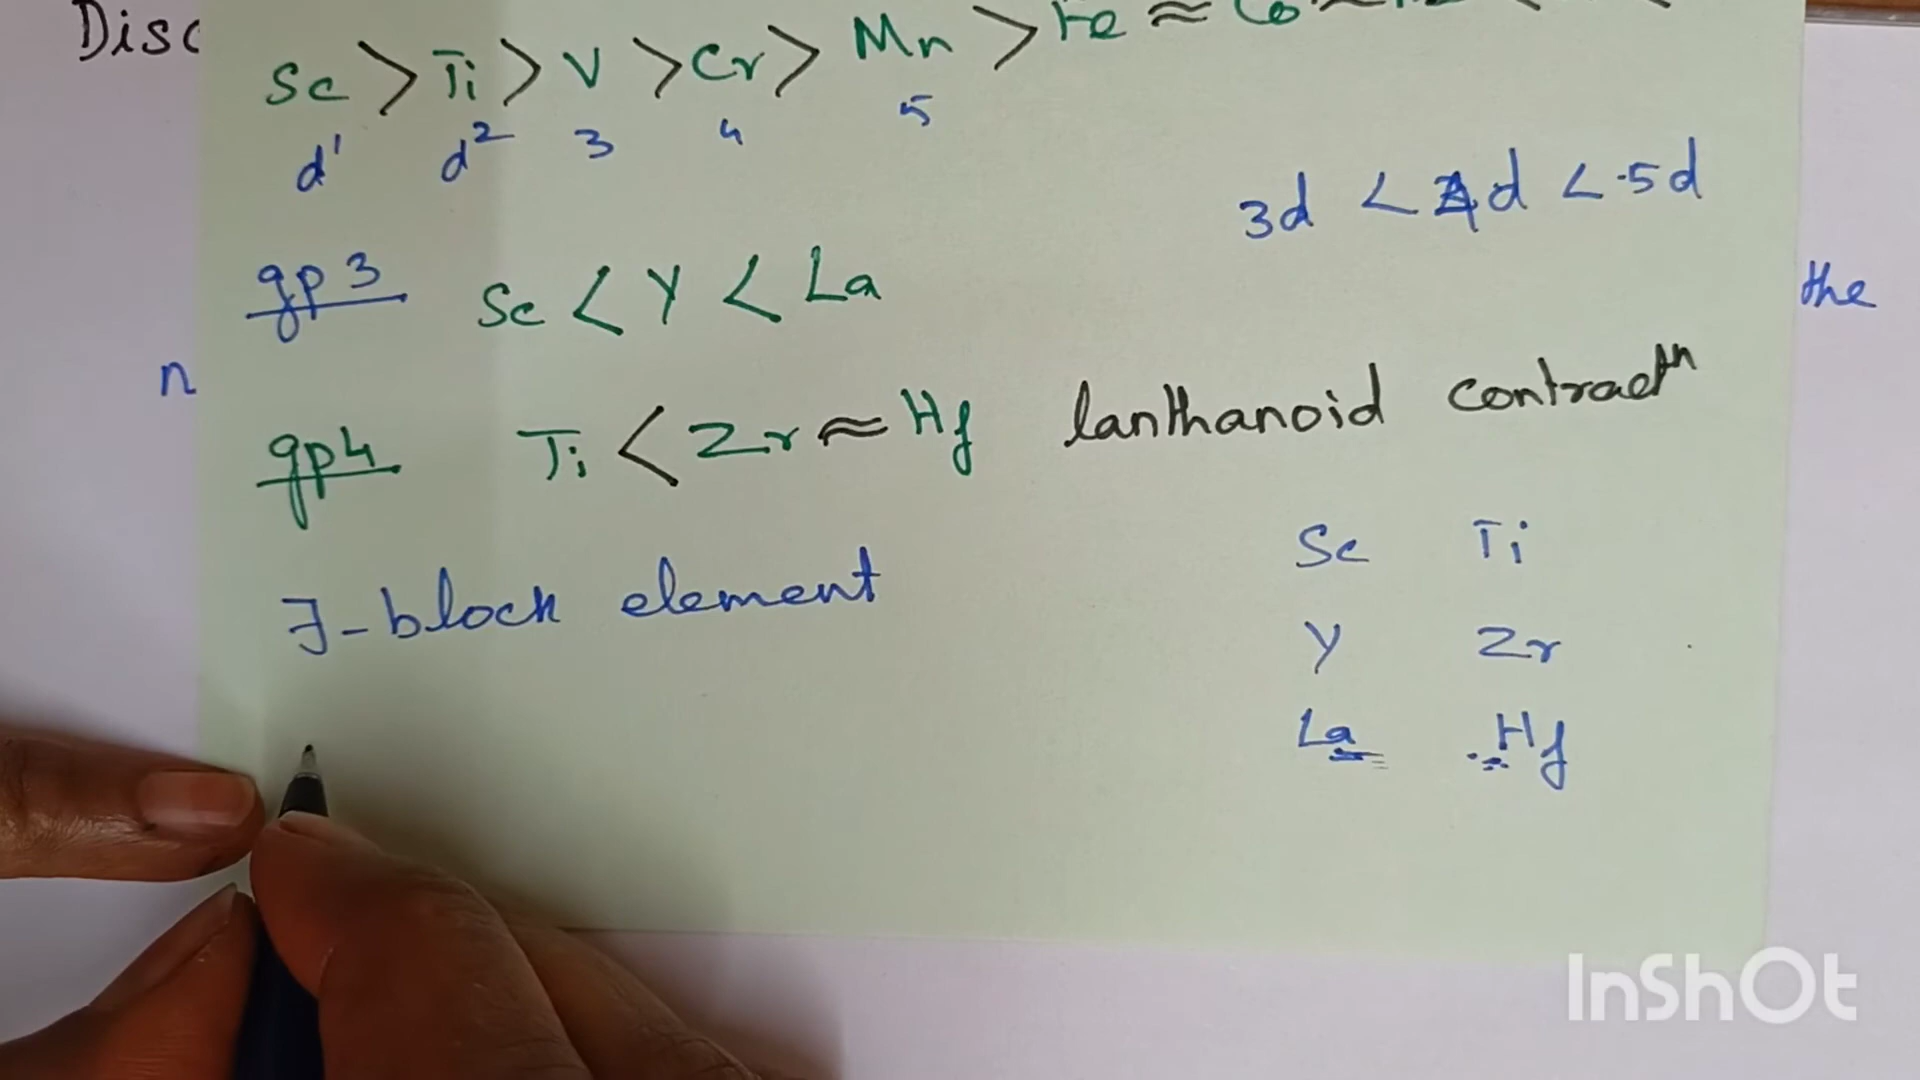 Disc
Sc > Ti > V > Cr > Mn > Fe ≈ Co ≈
d¹ d² 3 4 5
3d < 4d < 5d
gp 3 Sc < Y < La
the
n
gp4 Ti < Zr ≈ Hf lanthanoid contractn
Sc Ti
F-block element
Y Zr
La Hf
InShOt